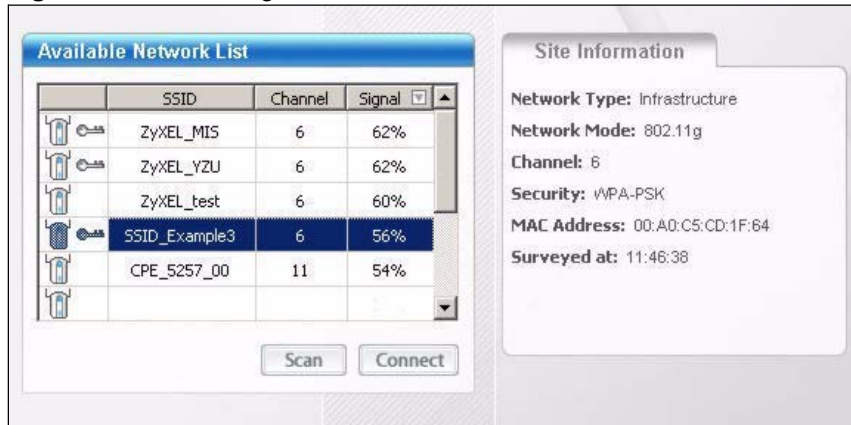 Available Network List
SSID Channel Signal
ZyXEL_MIS 6 62%
ZyXEL_YZU 6 62%
ZyXEL_test 6 60%
SSID_Example3 6 56%
CPE_5257_00 11 54%
Scan Connect
Site Information
Network Type: Infrastructure
Network Mode: 802.11g
Channel: 6
Security: WPA-PSK
MAC Address: 00:A0:C5:CD:1F:64
Surveyed at: 11:46:38